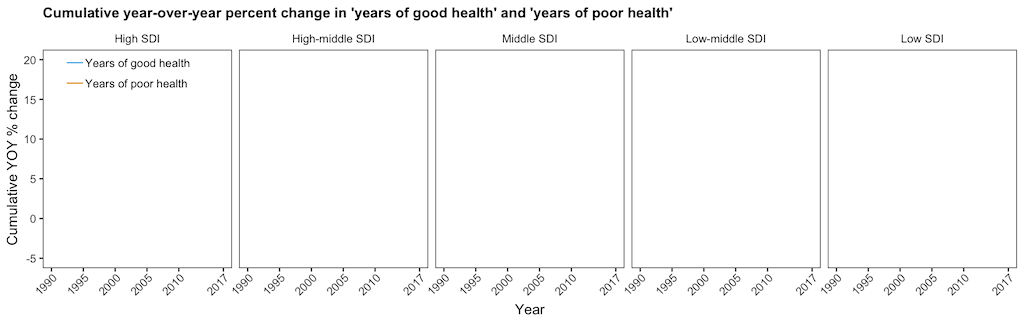 Cumulative year-over-year percent change in 'years of good health' and 'years of poor health'
High SDI
High-middle SDI
Middle SDI
Low-middle SDI
Low SDI
Cumulative YOY % change
20
15
10
5
0
-5
Years of good health
Years of poor health
1990 1995 2000 2005 2010 2017
1990 1995 2000 2005 2010 2017
1990 1995 2000 2005 2010 2017
1990 1995 2000 2005 2010 2017
1990 1995 2000 2005 2010 2017
Year